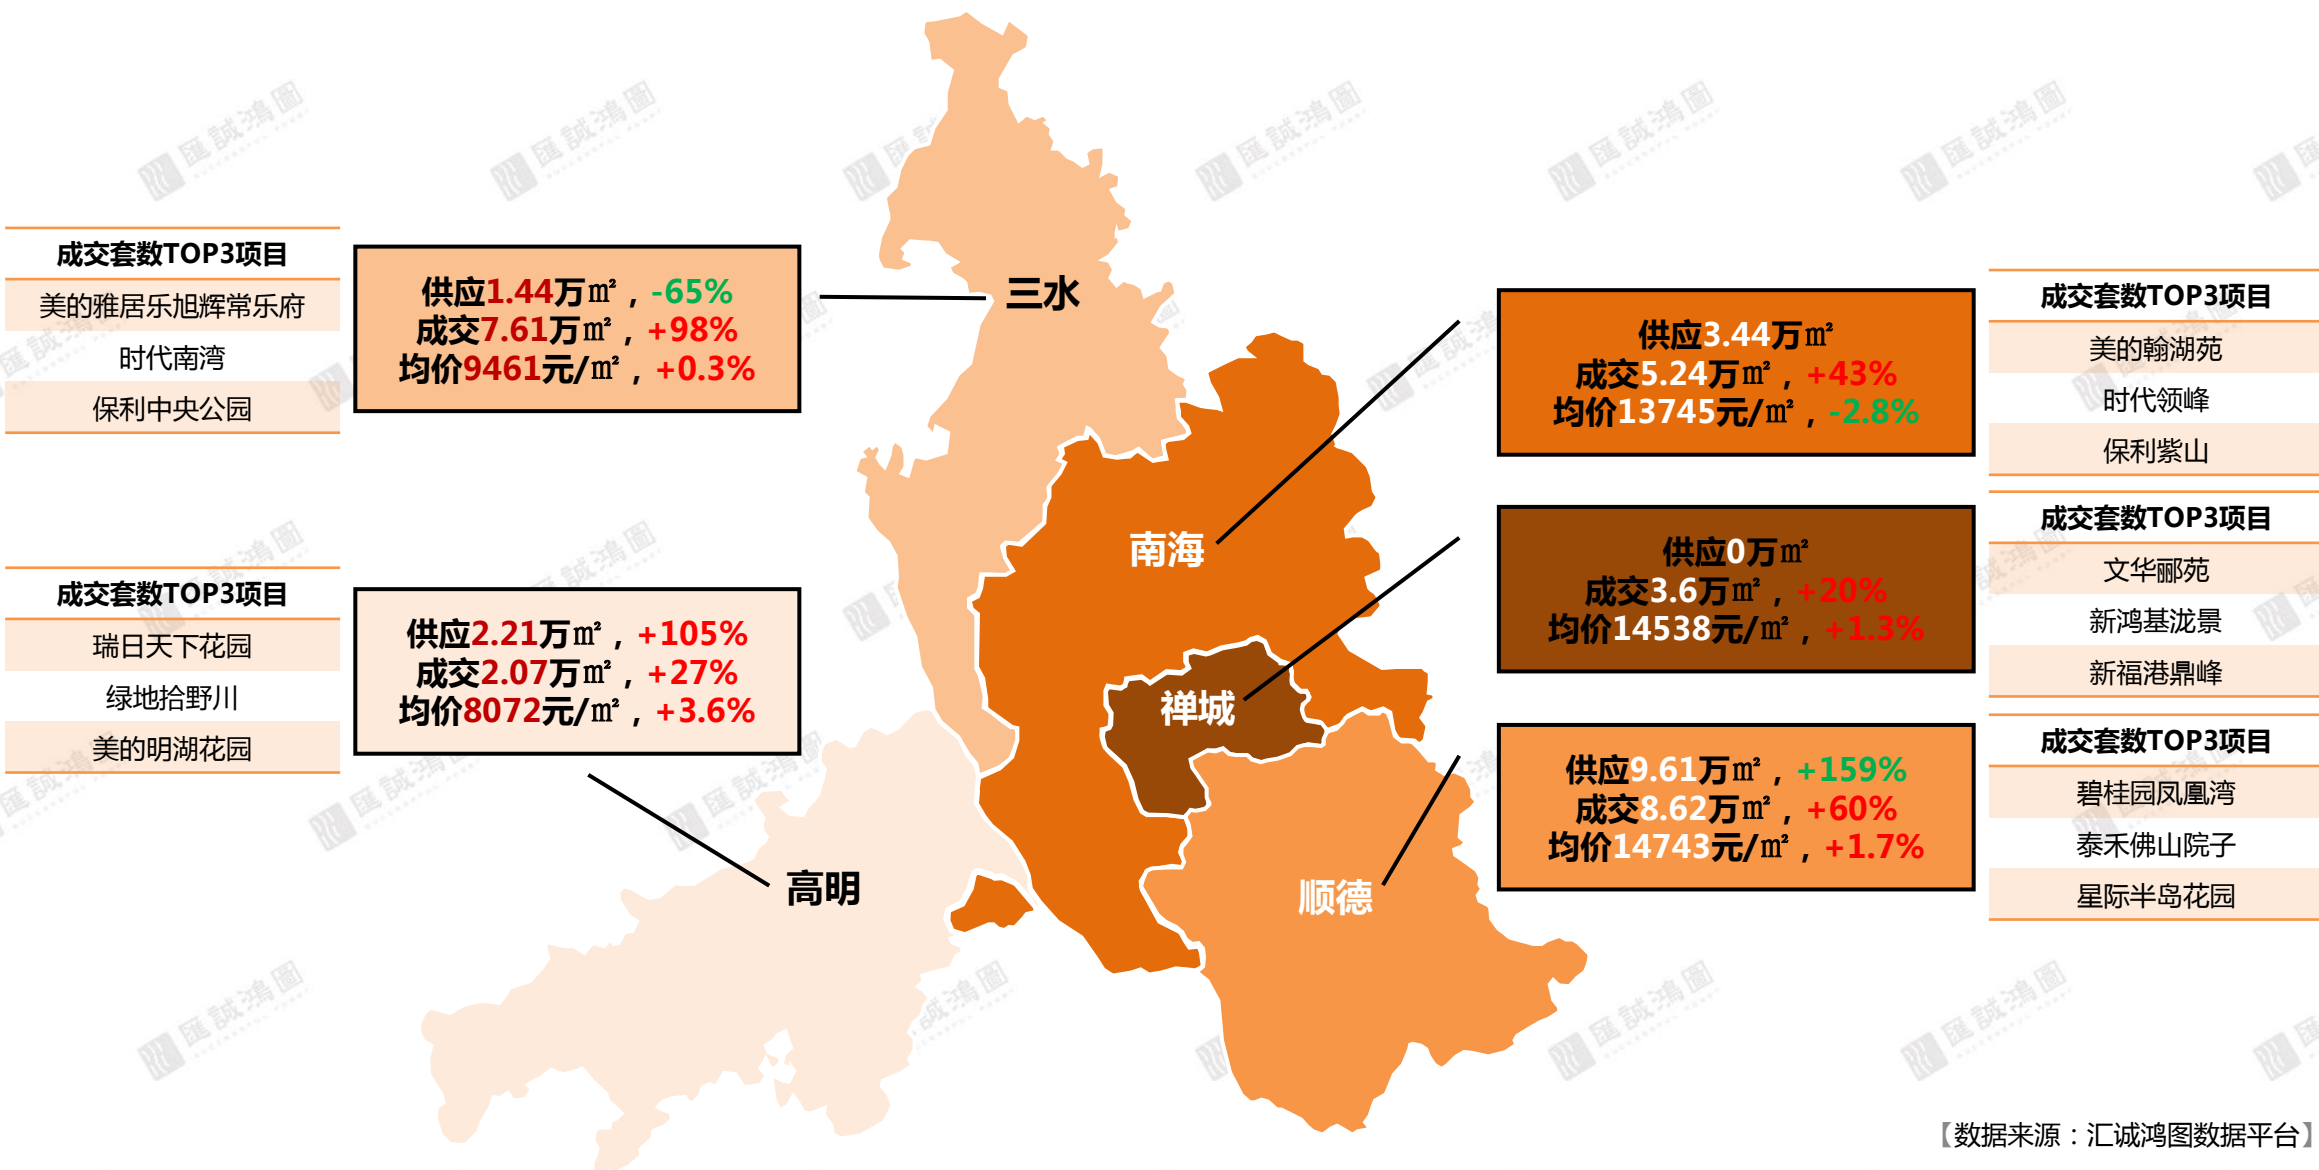 成交套数TOP3项目
美的雅居乐旭辉常乐府
时代南湾
保利中央公园
供应1.44万㎡，-65%
成交7.61万㎡，+98%
均价9461元/㎡，+0.3%
三水
成交套数TOP3项目
瑞日天下花园
绿地拾野川
美的明湖花园
供应2.21万㎡，+105%
成交2.07万㎡，+27%
均价8072元/㎡，+3.6%
高明
南海
供应3.44万㎡
成交5.24万㎡，+43%
均价13745元/㎡，-2.8%
成交套数TOP3项目
美的翰湖苑
时代领峰
保利紫山
禅城
供应0万㎡
成交3.6万㎡，+20%
均价14538元/㎡，+1.3%
成交套数TOP3项目
文华郦苑
新鸿基泷景
新福港鼎峰
顺德
供应9.61万㎡，+159%
成交8.62万㎡，+60%
均价14743元/㎡，+1.7%
成交套数TOP3项目
碧桂园凤凰湾
泰禾佛山院子
星际半岛花园
【数据来源：汇诚鸿图数据平台】
匯誠鴻圖